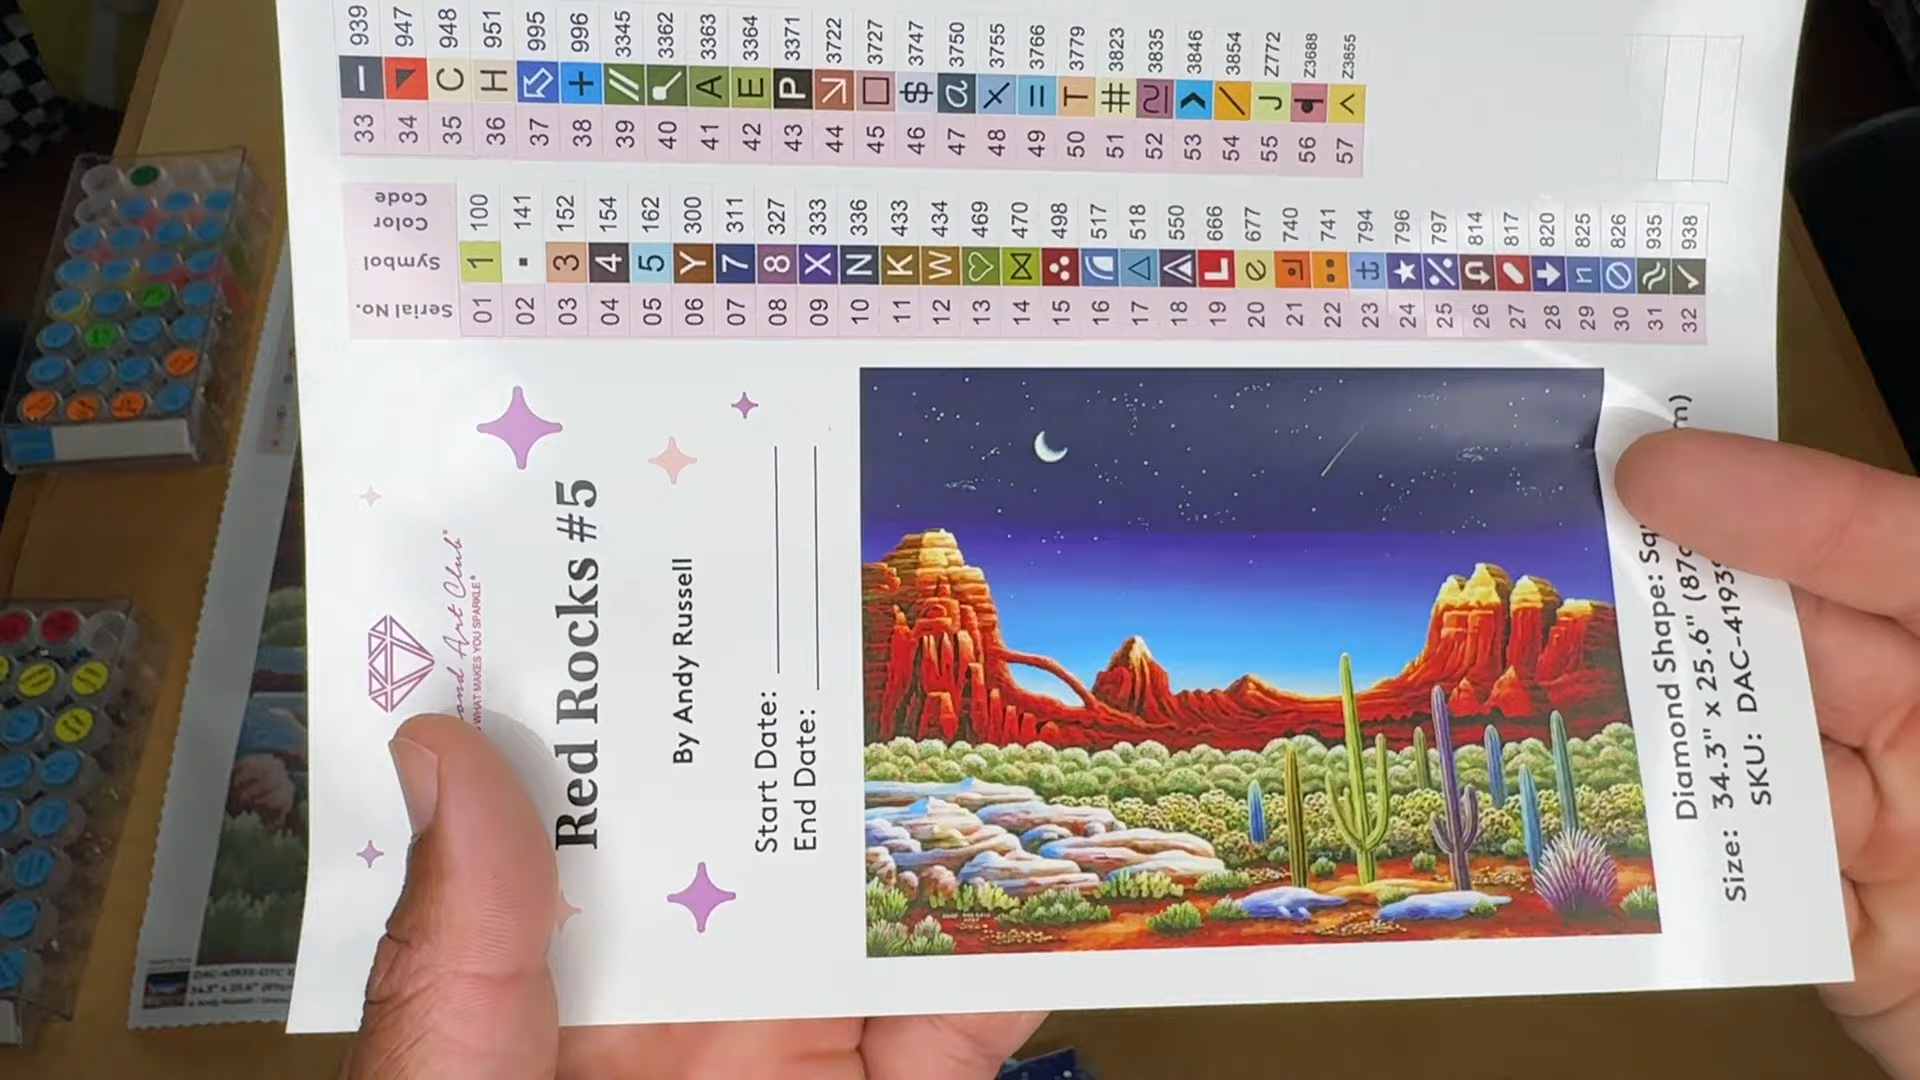 ond Art Club®
WHAT MAKES YOU SPARKLE®
Red Rocks #5
By Andy Russell
Start Date:
End Date:
Diamond Shape:
Size: 34.3" x 25.6"
SKU: DAC-4193
Serial No. Symbol Color Code
01 1 100
02 ▪ 141
03 3 152
04 4 154
05 5 162
06 Y 300
07 7 311
08 8 327
09 X 333
10 N 336
11 K 433
12 W 434
13 ♡ 469
14 ⋈ 470
15 ∴ 498
16 517
17 △ 518
18 △ 550
19 L 666
20 e 677
21 740
22 •• 741
23 ⚓ 794
24 ★ 796
25 ⁒ 797
26 814
27 817
28 ⬇ 820
29 825
30 ⊘ 826
31 ≈ 935
32 ✓ 938
33 — 939
34 947
35 C 948
36 H 951
37 995
38 + 996
39 // 3345
40 3362
41 A 3363
42 E 3364
43 P 3371
44 ↘ 3722
45 □ 3727
46 $ 3747
47 a 3750
48 × 3755
49 = 3766
50 T 3779
51 # 3823
52 3835
53 3846
54 / 3854
55 J Z772
56 Z3688
57 Z3855